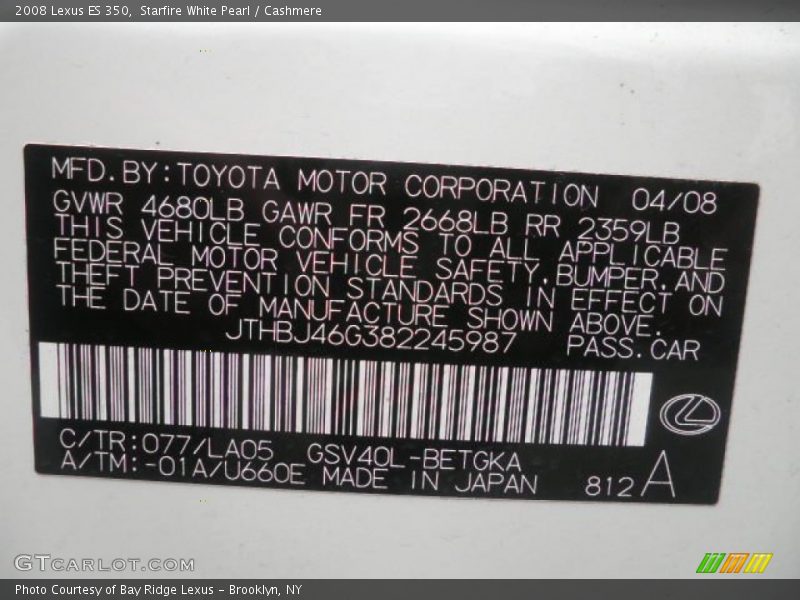 2008 Lexus ES 350, Starfire White Pearl / Cashmere
MFD. BY: TOYOTA MOTOR CORPORATION 04/08
GVWR 4680LB GAWR FR 2668LB RR 2359LB
THIS VEHICLE CONFORMS TO ALL APPLICABLE
FEDERAL MOTOR VEHICLE SAFETY, BUMPER, AND
THEFT PREVENTION STANDARDS IN EFFECT ON
THE DATE OF MANUFACTURE SHOWN ABOVE.
JTHBJ46G382245987 PASS. CAR
C/TR: 077/LA05 GSV40L-BETGKA
A/TM: -01A/U660E MADE IN JAPAN 812 A
GTCARLOT.COM
Photo Courtesy of Bay Ridge Lexus - Brooklyn, NY